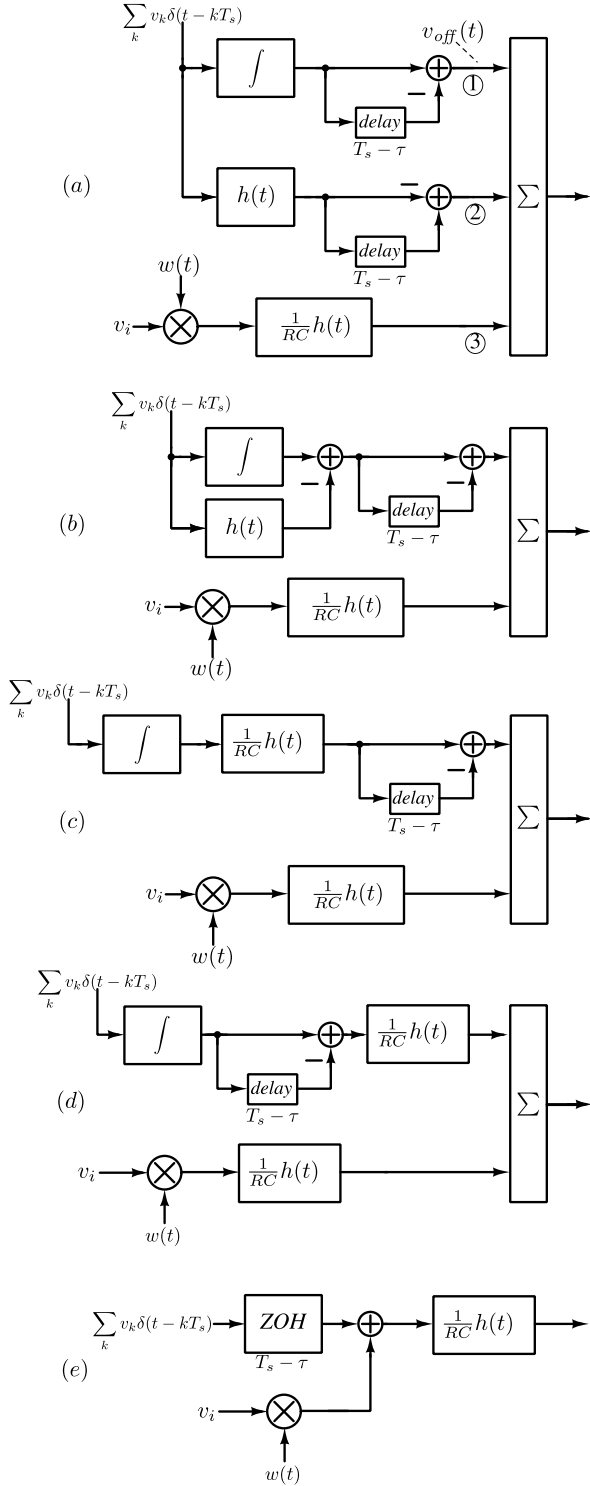 ∑_k v_k δ(t − kT_s)
v_off(t)
∫
①
delay
T_s − τ
(a)
h(t)
②
∑
delay
T_s − τ
w(t)
v_i
1/RC h(t)
③
∑_k v_k δ(t − kT_s)
∫
(b)
h(t)
delay
T_s − τ
∑
v_i
1/RC h(t)
w(t)
∑_k v_k δ(t − kT_s)
∫
1/RC h(t)
delay
T_s − τ
(c)
∑
v_i
1/RC h(t)
w(t)
∑_k v_k δ(t − kT_s)
∫
1/RC h(t)
delay
T_s − τ
(d)
∑
v_i
1/RC h(t)
w(t)
∑_k v_k δ(t − kT_s)
ZOH
1/RC h(t)
T_s − τ
(e)
v_i
w(t)